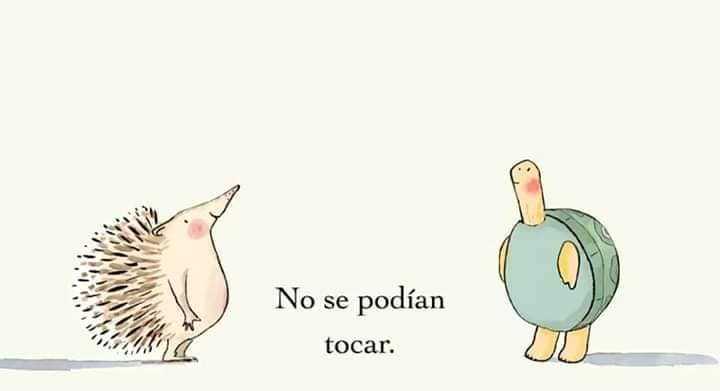 No se podían
tocar.